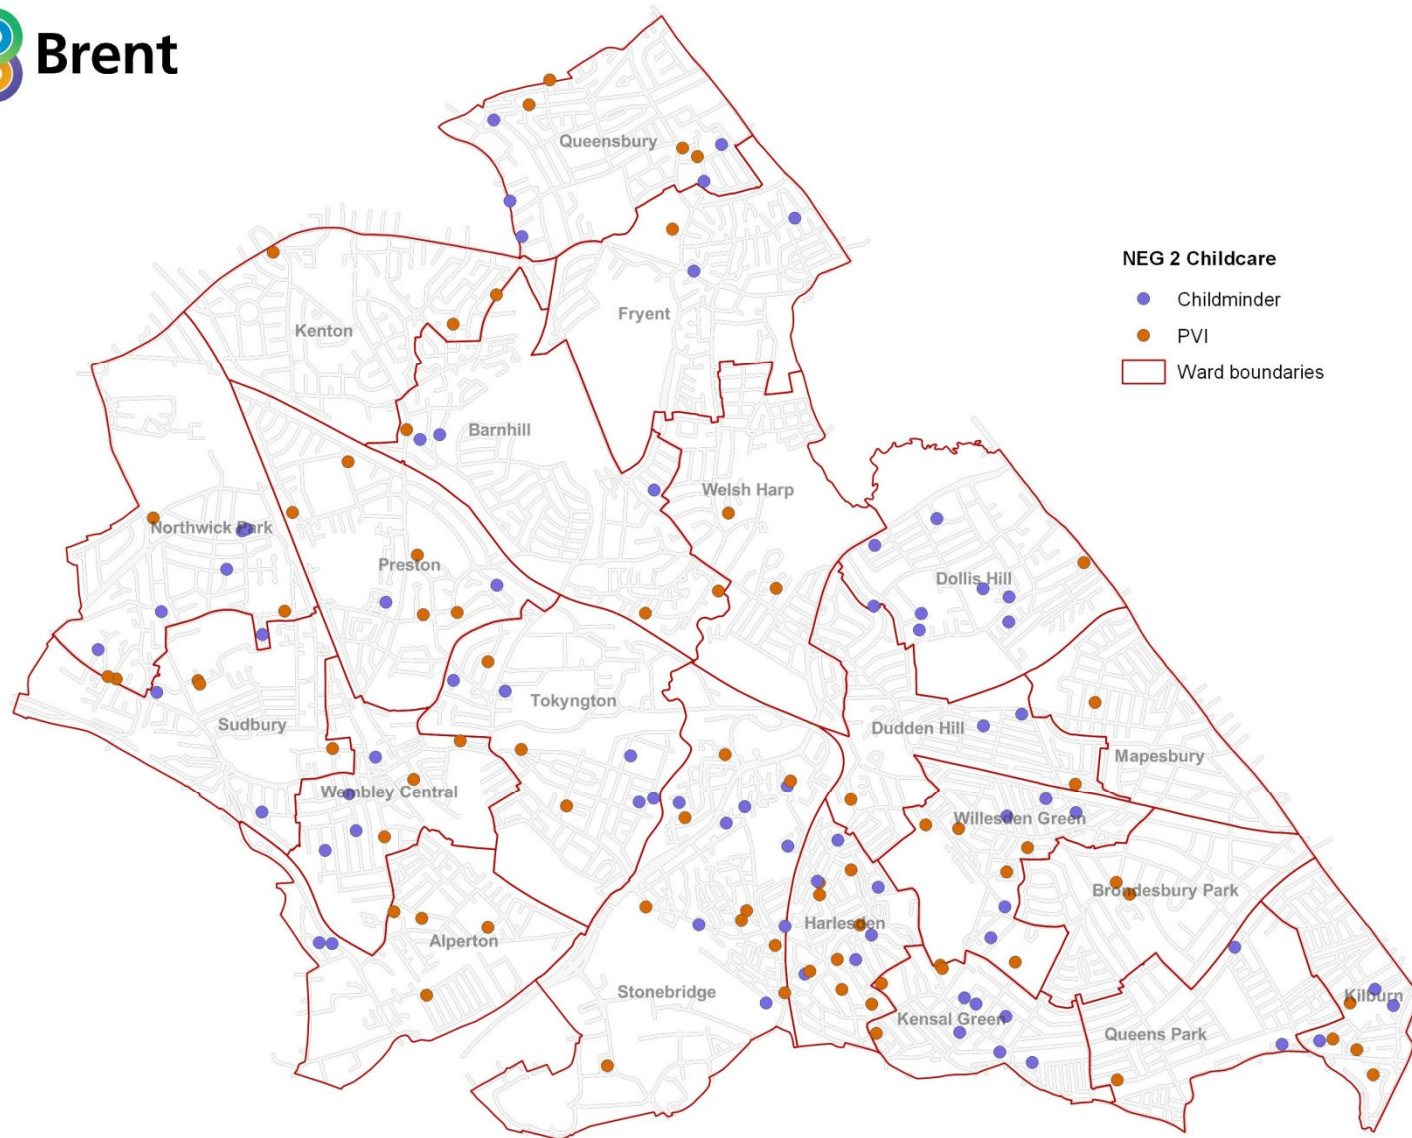 Brent
Queensbury
NEG 2 Childcare
Childminder
PVI
Ward boundaries
Fryent
Kenton
Barnhill
Welsh Harp
Northwick Park
Preston
Dollis Hill
Tokyngton
Sudbury
Dudden Hill
Mapesbury
Wembley Central
Willesden Green
Brondesbury Park
Harlesden
Alperton
Stonebridge
Kilburn
Kensal Green
Queens Park